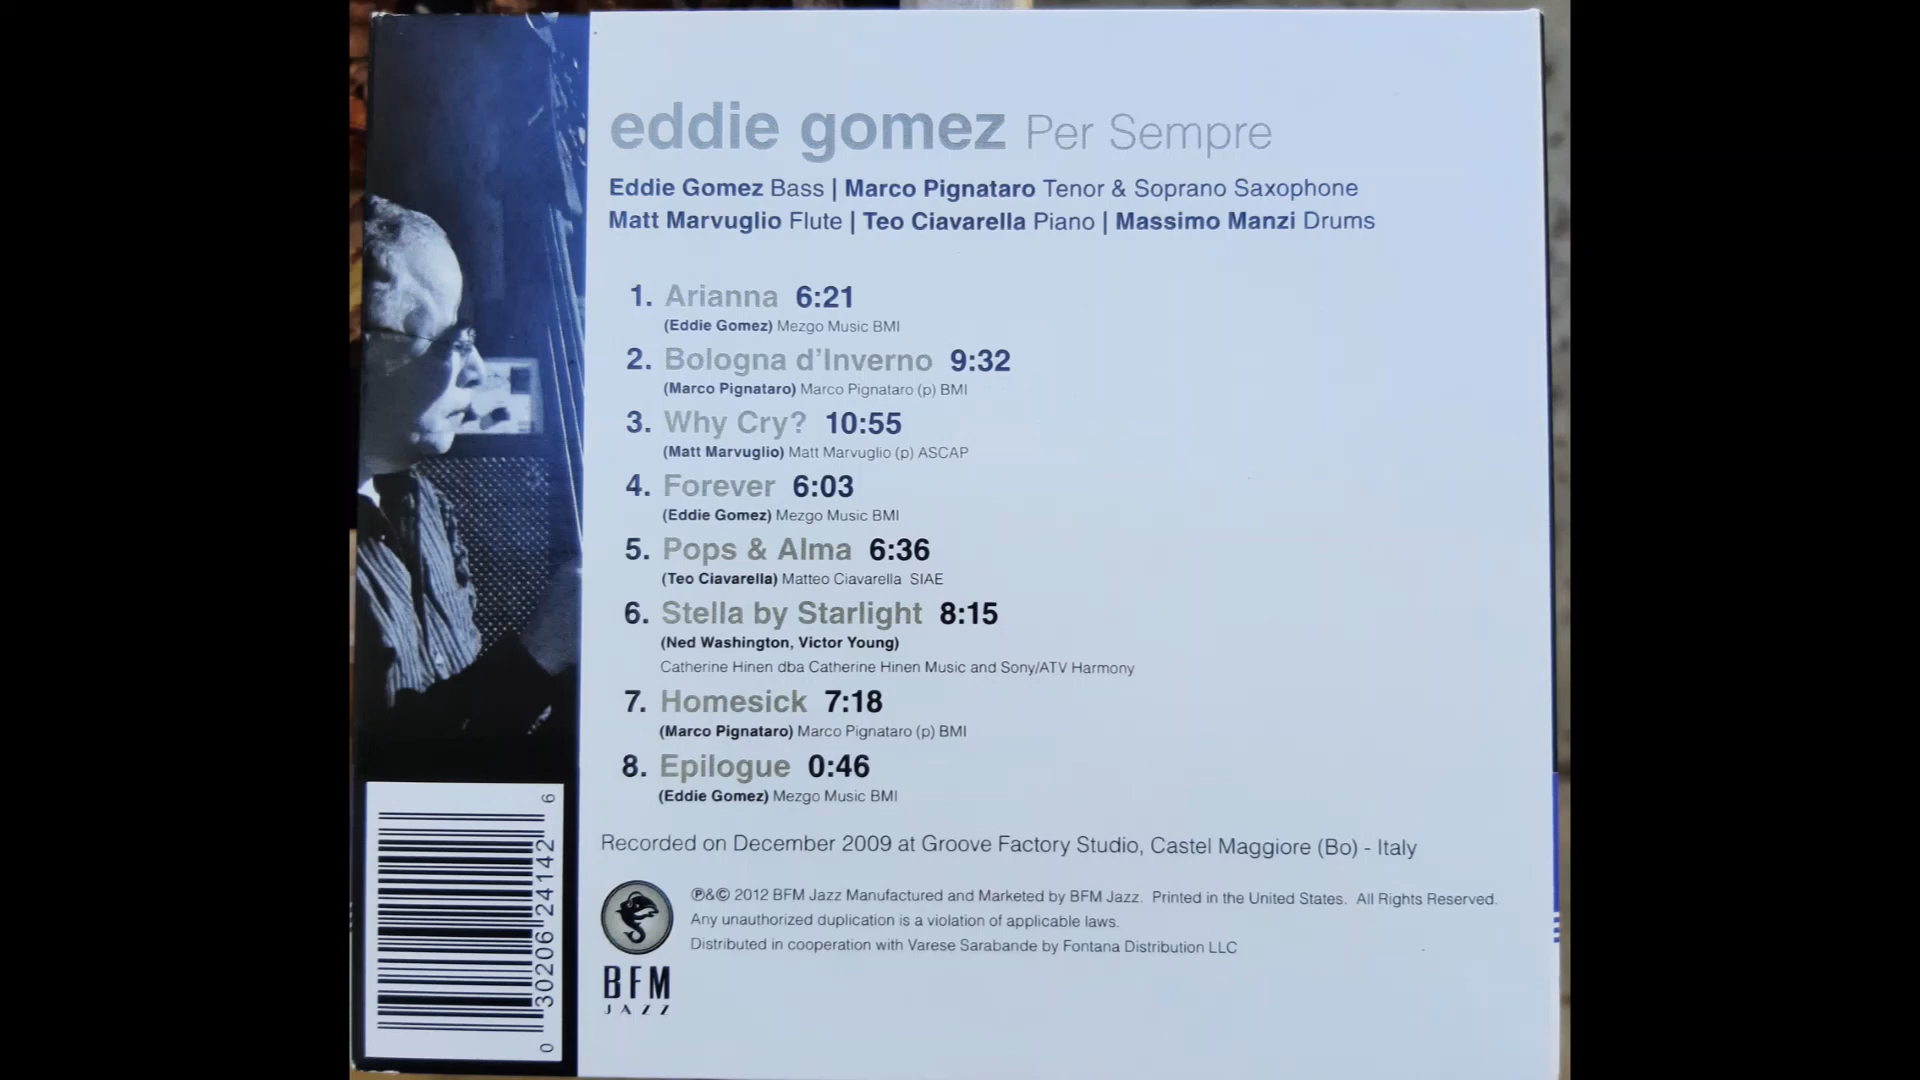 eddie gomez Per Sempre
Eddie Gomez Bass | Marco Pignataro Tenor & Soprano Saxophone
Matt Marvuglio Flute | Teo Ciavarella Piano | Massimo Manzi Drums
1. Arianna 6:21
(Eddie Gomez) Mezgo Music BMI
2. Bologna d'Inverno 9:32
(Marco Pignataro) Marco Pignataro (p) BMI
3. Why Cry? 10:55
(Matt Marvuglio) Matt Marvuglio (p) ASCAP
4. Forever 6:03
(Eddie Gomez) Mezgo Music BMI
5. Pops & Alma 6:36
(Teo Ciavarella) Matteo Ciavarella SIAE
6. Stella by Starlight 8:15
(Ned Washington, Victor Young)
Catherine Hinen dba Catherine Hinen Music and Sony/ATV Harmony
7. Homesick 7:18
(Marco Pignataro) Marco Pignataro (p) BMI
8. Epilogue 0:46
(Eddie Gomez) Mezgo Music BMI
Recorded on December 2009 at Groove Factory Studio, Castel Maggiore (Bo) - Italy
℗&© 2012 BFM Jazz Manufactured and Marketed by BFM Jazz. Printed in the United States. All Rights Reserved.
Any unauthorized duplication is a violation of applicable laws.
Distributed in cooperation with Varese Sarabande by Fontana Distribution LLC
BFM
JAZZ
0 30206 24142 6